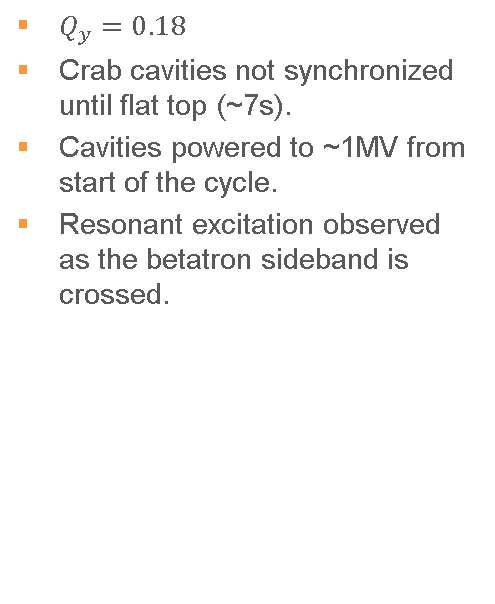 ▪ Q_y = 0.18
▪ Crab cavities not synchronized
until flat top (~7s).
▪ Cavities powered to ~1MV from
start of the cycle.
▪ Resonant excitation observed
as the betatron sideband is
crossed.